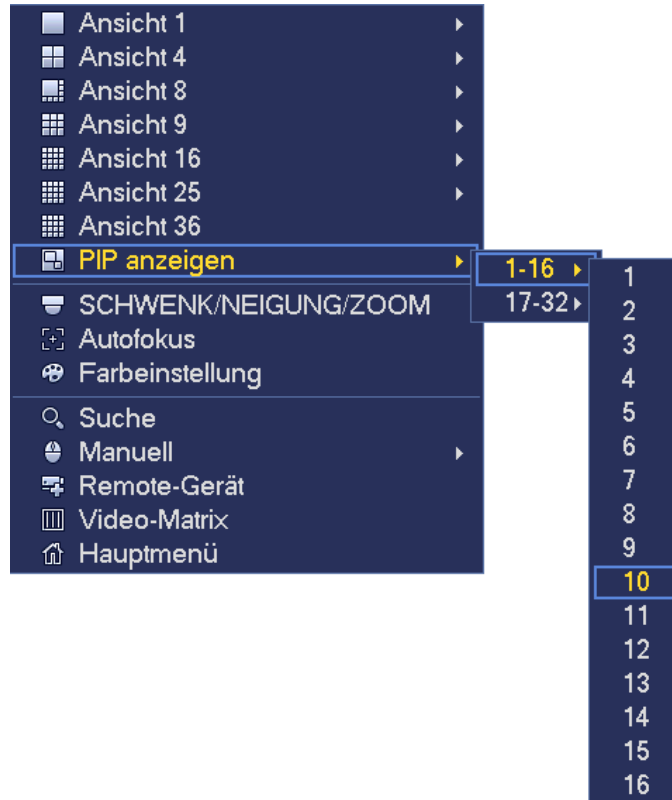 Ansicht 1
Ansicht 4
Ansicht 8
Ansicht 9
Ansicht 16
Ansicht 25
Ansicht 36
PIP anzeigen
SCHWENK/NEIGUNG/ZOOM
Autofokus
Farbeinstellung
Suche
Manuell
Remote-Gerät
Video-Matrix
Hauptmenü
1-16
17-32
1
2
3
4
5
6
7
8
9
10
11
12
13
14
15
16